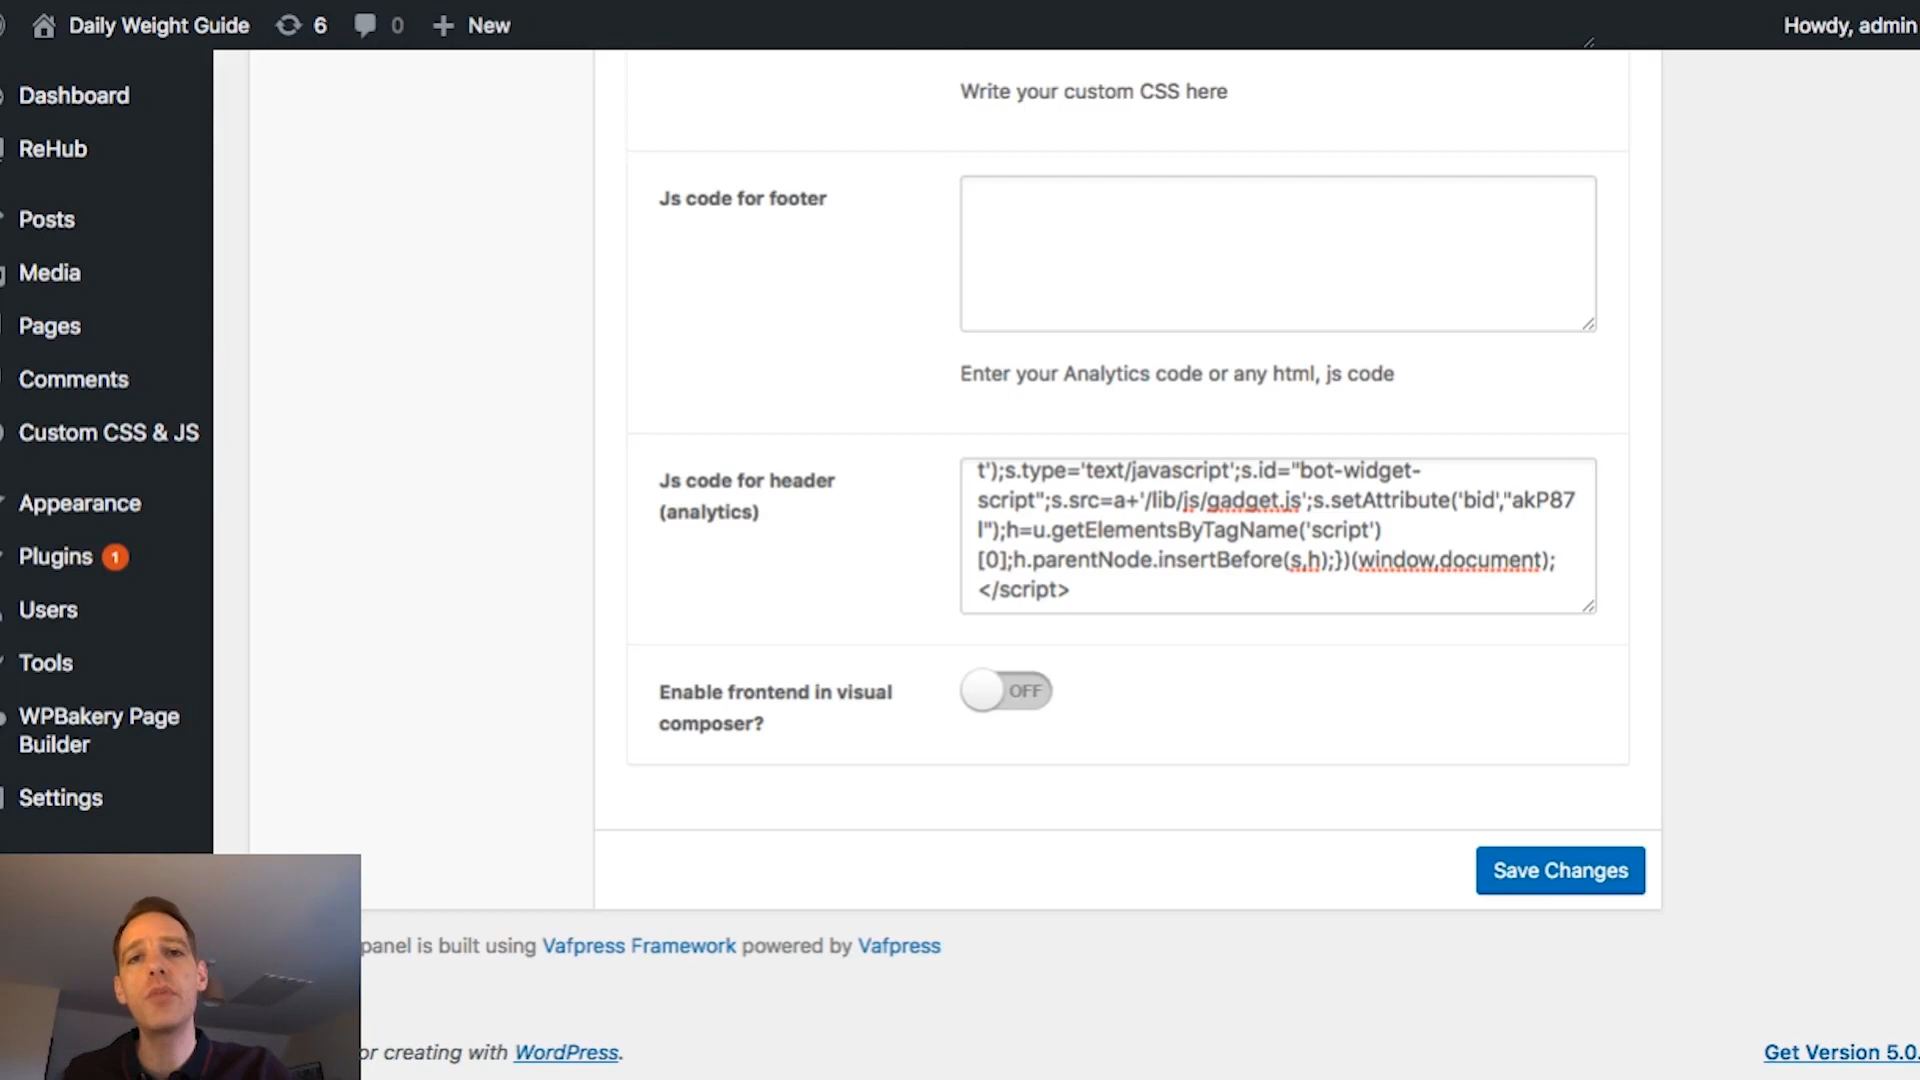 Daily Weight Guide 6 0 + New
Howdy, admin
Dashboard
ReHub
Posts
Media
Pages
Comments
Custom CSS & JS
Appearance
Plugins 1
Users
Tools
WPBakery Page
Builder
Settings
Write your custom CSS here
Js code for footer
Enter your Analytics code or any html, js code
Js code for header
(analytics)
t');s.type='text/javascript';s.id="bot-widget-
script";s.src=a+'/lib/js/gadget.js';s.setAttribute('bid',"akP87
l");h=u.getElementsByTagName('script')
[0];h.parentNode.insertBefore(s,h);})(window,document);
</script>
Enable frontend in visual
composer?
OFF
Save Changes
panel is built using Vafpress Framework powered by Vafpress
or creating with WordPress.
Get Version 5.0.